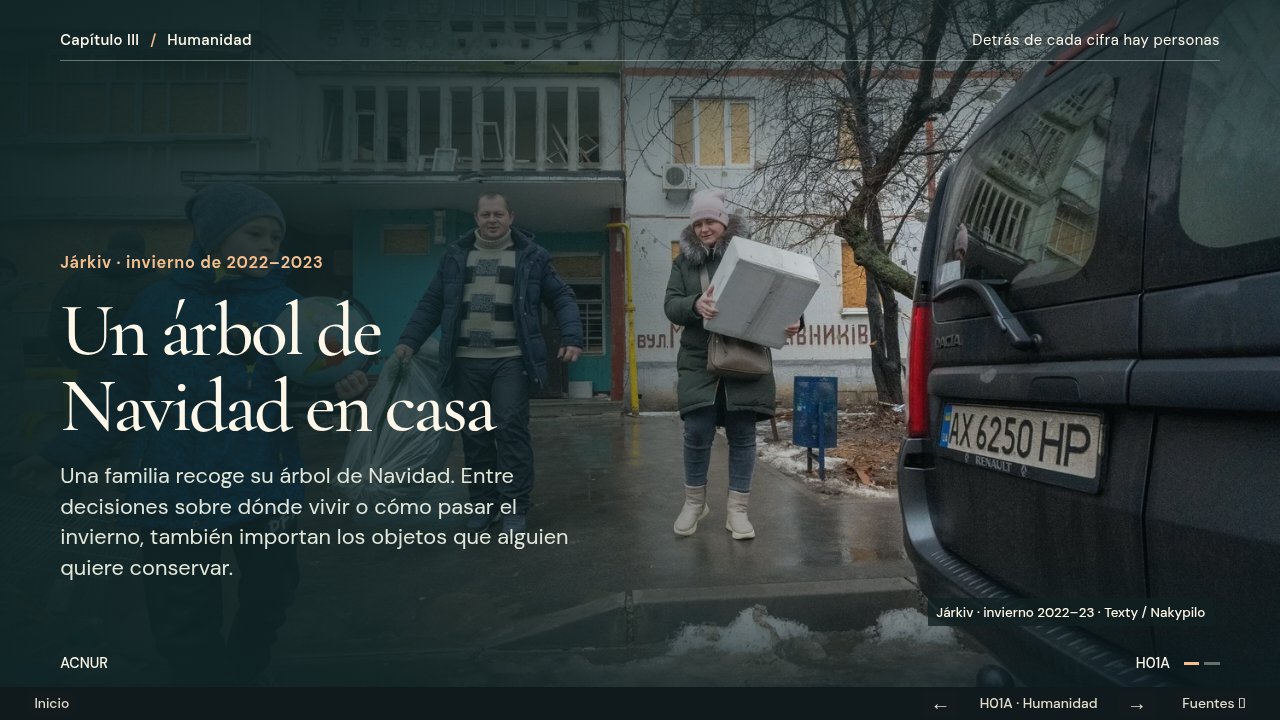 Capítulo III / Humanidad
Detrás de cada cifra hay personas
Járkiv · invierno de 2022–2023
Un árbol de
Navidad en casa
Una familia recoge su árbol de Navidad. Entre
decisiones sobre dónde vivir o cómo pasar el
invierno, también importan los objetos que alguien
quiere conservar.
вул.
ВНИКІВ
DACIA
AX 6250 HP
RENAULT
Járkiv · invierno 2022–23 · Texty / Nakypilo
ACNUR
H01A
Inicio
← H01A · Humanidad →
Fuentes